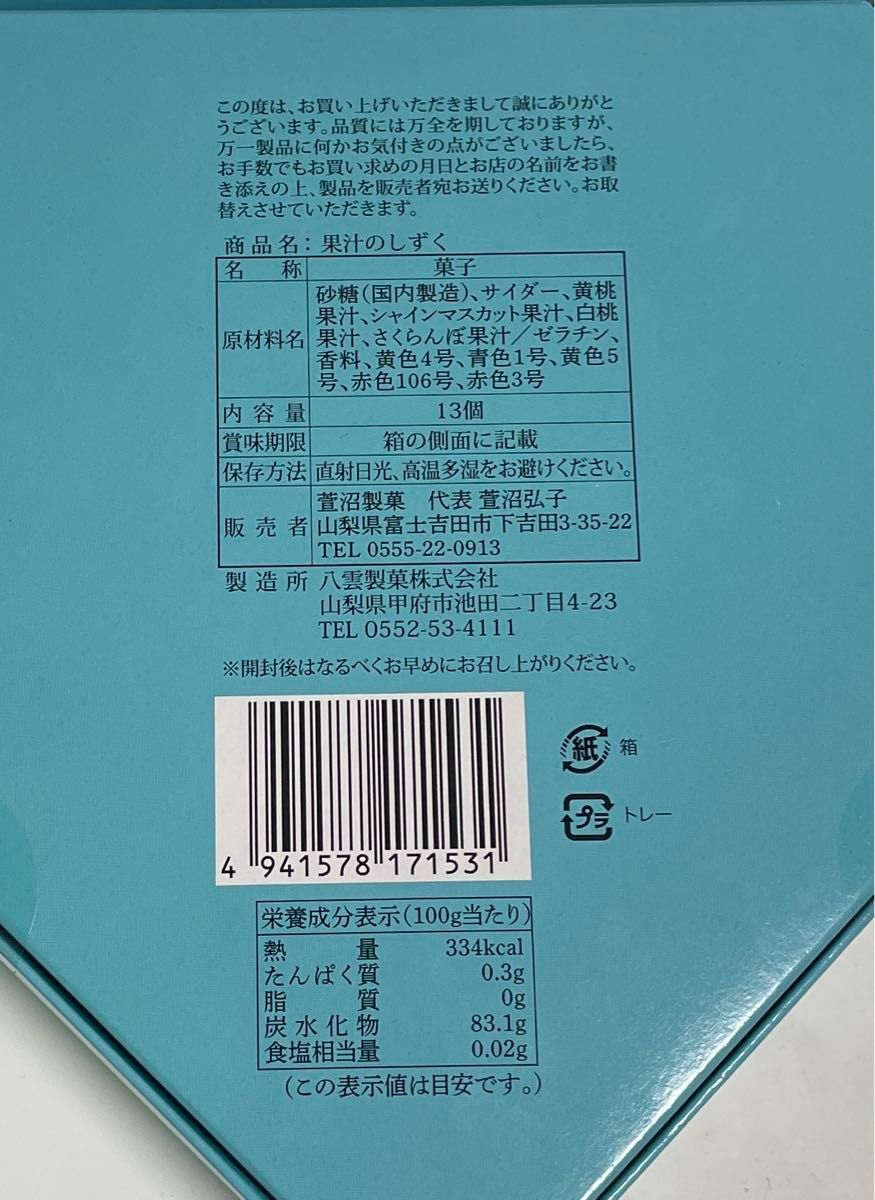 この度は、お買い上げいただきまして誠にありがと
うございます。品質には万全を期しておりますが、
万一製品に何かお気付きの点がございましたら、
お手数でもお買い求めの月日とお店の名前をお書
き添えの上、製品を販売者宛お送りください。お取
替えさせていただきます。
商品名：果汁のしずく
名称 菓子
原材料名 砂糖（国内製造）、サイダー、黄桃
果汁、シャインマスカット果汁、白桃
果汁、さくらんぼ果汁／ゼラチン、
香料、黄色4号、青色1号、黄色5
号、赤色106号、赤色3号
内容量 13個
賞味期限 箱の側面に記載
保存方法 直射日光、高温多湿をお避けください。
販売者 萱沼製菓 代表 萱沼弘子
山梨県富士吉田市下吉田3-35-22
TEL 0555-22-0913
製造所 八雲製菓株式会社
山梨県甲府市池田二丁目4-23
TEL 0552-53-4111
※開封後はなるべくお早めにお召し上がりください。
紙 箱
プラ トレー
4 941578 171531
栄養成分表示（100g当たり）
熱量 334kcal
たんぱく質 0.3g
脂質 0g
炭水化物 83.1g
食塩相当量 0.02g
（この表示値は目安です。）